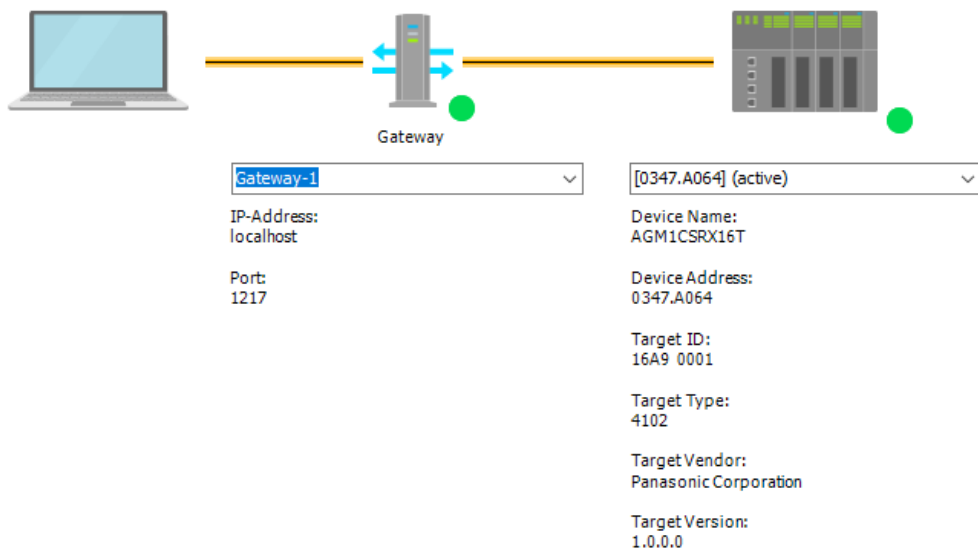 Gateway
Gateway-1
IP-Address:
localhost
Port:
1217
[0347.A064] (active)
Device Name:
AGM1CSRX16T
Device Address:
0347.A064
Target ID:
16A9 0001
Target Type:
4102
Target Vendor:
Panasonic Corporation
Target Version:
1.0.0.0